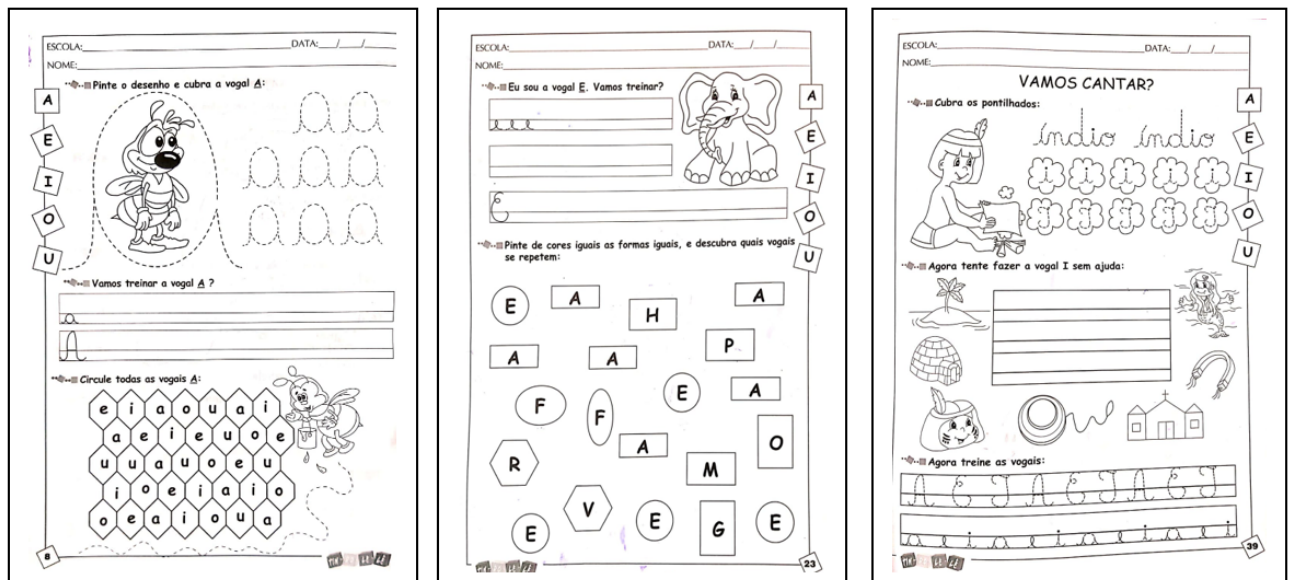 ESCOLA: DATA: / /
NOME:
Pinte o desenho e cubra a vogal A:
A
E
I
O
U
Vamos treinar a vogal A ?
a
A
Circule todas as vogais A:
e i a o u a i
a e i e u o e
u u a u o e u
i o e i a i o
o e a i o u a
8
ESCOLA: DATA: / /
NOME:
Eu sou a vogal E. Vamos treinar?
A
E
I
O
U
e e e
E
Pinte de cores iguais as formas iguais, e descubra quais vogais
se repetem:
E A H A
A A P
F F E A
R A M O
E V E G E
23
ESCOLA: DATA: / /
NOME:
VAMOS CANTAR?
Cubra os pontilhados:
índio índio
i i i i i
I I I I I
A
E
I
O
U
Agora tente fazer a vogal I sem ajuda:
Agora treine as vogais:
A E I A E I A E I
a e i a e i a e i
39